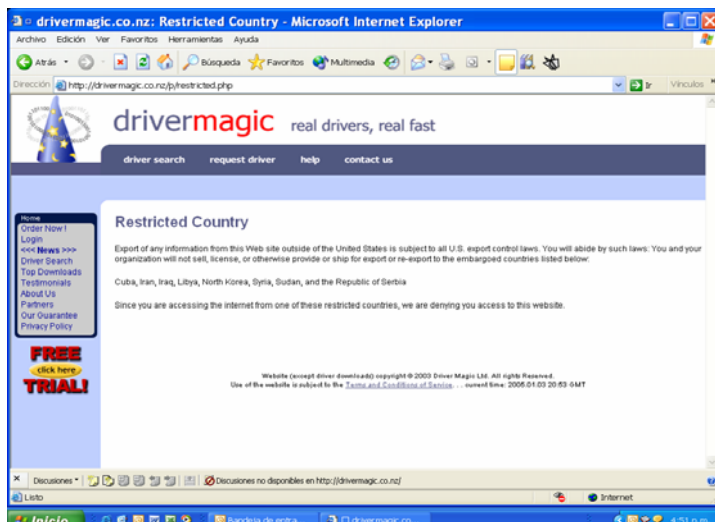 drivermagic.co.nz: Restricted Country - Microsoft Internet Explorer
Archivo Edición Ver Favoritos Herramientas Ayuda
Atrás Búsqueda Favoritos Multimedia
Dirección http://drivermagic.co.nz/p/restricted.php Ir Vínculos »
drivermagic real drivers, real fast
driver search request driver help contact us
Home
Order Now !
Login
<<< News >>>
Driver Search
Top Downloads
Testimonials
About Us
Partners
Our Guarantee
Privacy Policy
FREE
click here
TRIAL!
Restricted Country
Export of any information from this Web site outside of the United States is subject to all U.S. export control laws. You will abide by such laws: You and your
organization will not sell, license, or otherwise provide or ship for export or re-export to the embargoed countries listed below:
Cuba, Iran, Iraq, Libya, North Korea, Syria, Sudan, and the Republic of Serbia
Since you are accessing the internet from one of these restricted countries, we are denying you access to this website.
Website (except driver downloads) copyright © 2003 Driver Magic Ltd. All rights Reserved.
Use of the website is subject to the Terms and Conditions of Service. . . current time: 2005.01.03 20:53 GMT
Discusiones Discusiones no disponibles en http://drivermagic.co.nz/
Listo Internet
Inicio Bandeja de entra... drivermagic.co... 4:51 p.m.